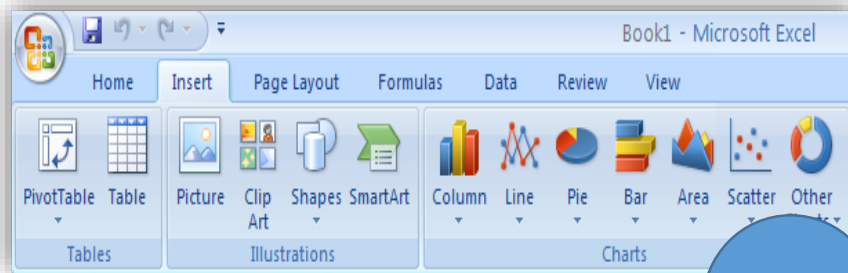 Book1 - Microsoft Excel
Home Insert Page Layout Formulas Data Review View
PivotTable Table Picture Clip Art Shapes SmartArt Column Line Pie Bar Area Scatter Other
Tables Illustrations Charts